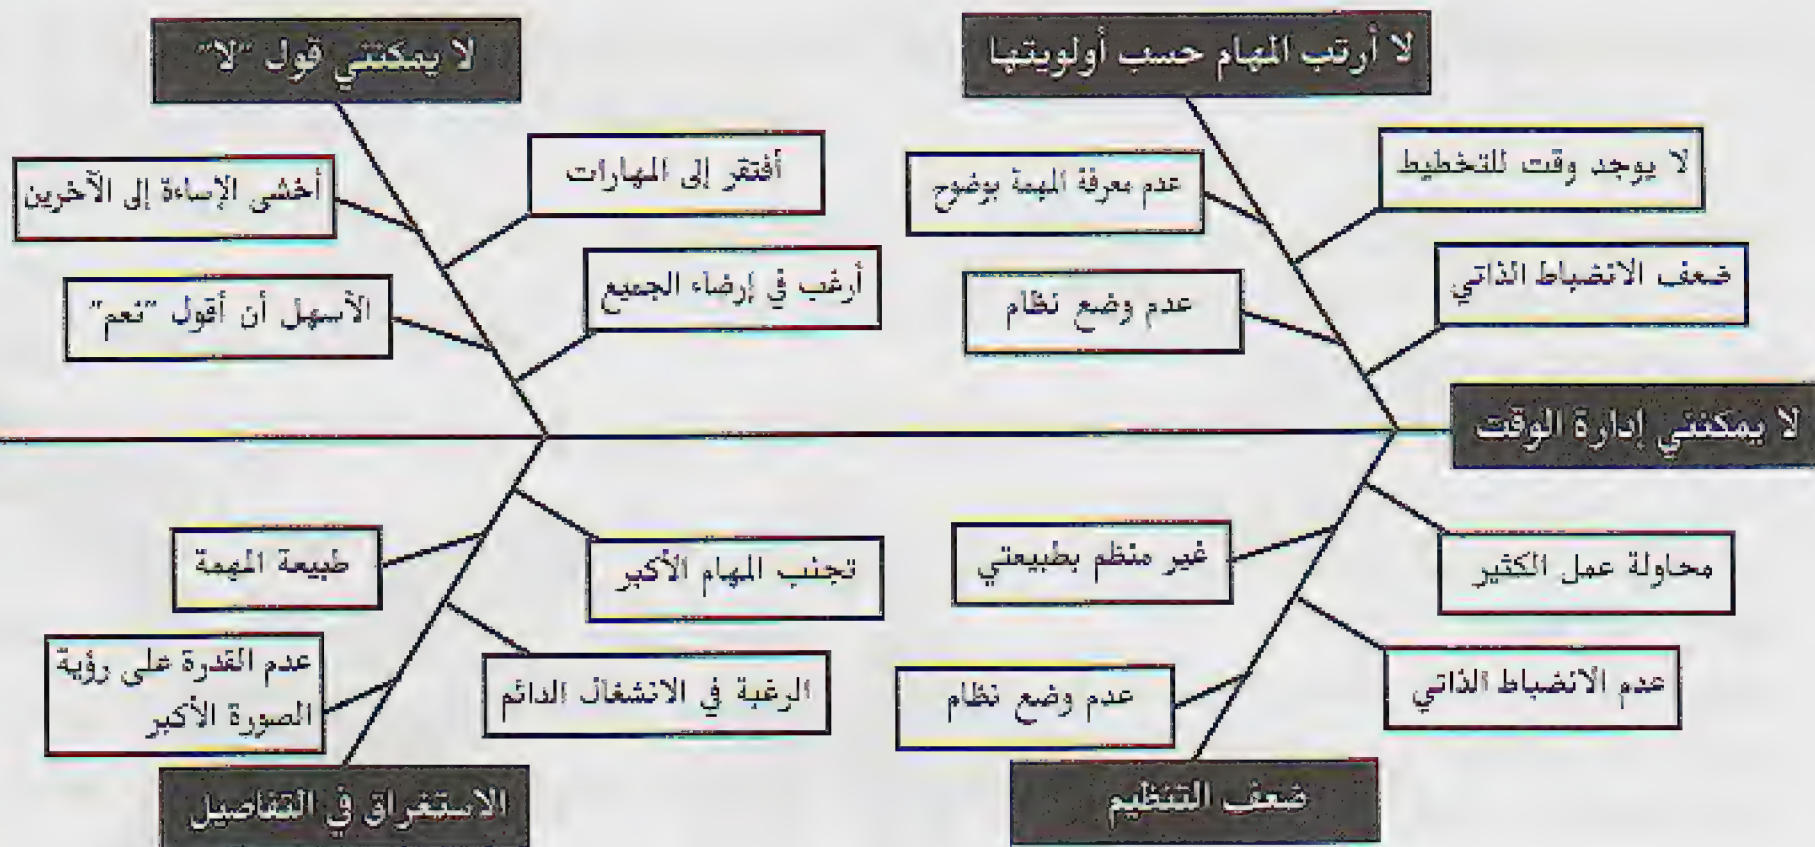 لا أرتب المهام حسب أولويتها
لا يمكنني قول "لا"
لا يوجد وقت للتخطيط
عدم معرفة المهمة بوضوح
أفتقر إلى المهارات
أخشى الإساءة إلى الآخرين
ضعف الانضباط الذاتي
عدم وضع نظام
أرغب في إرضاء الجميع
الأسهل أن أقول "نعم"
لا يمكنني إدارة الوقت
محاولة عمل الكثير
غير منظم بطبيعتي
تجنب المهام الأكبر
طبيعة المهمة
عدم الانضباط الذاتي
عدم وضع نظام
الرغبة في الانشغال الدائم
عدم القدرة على رؤية
الصورة الأكبر
ضعف التنظيم
الاستغراق في التفاصيل